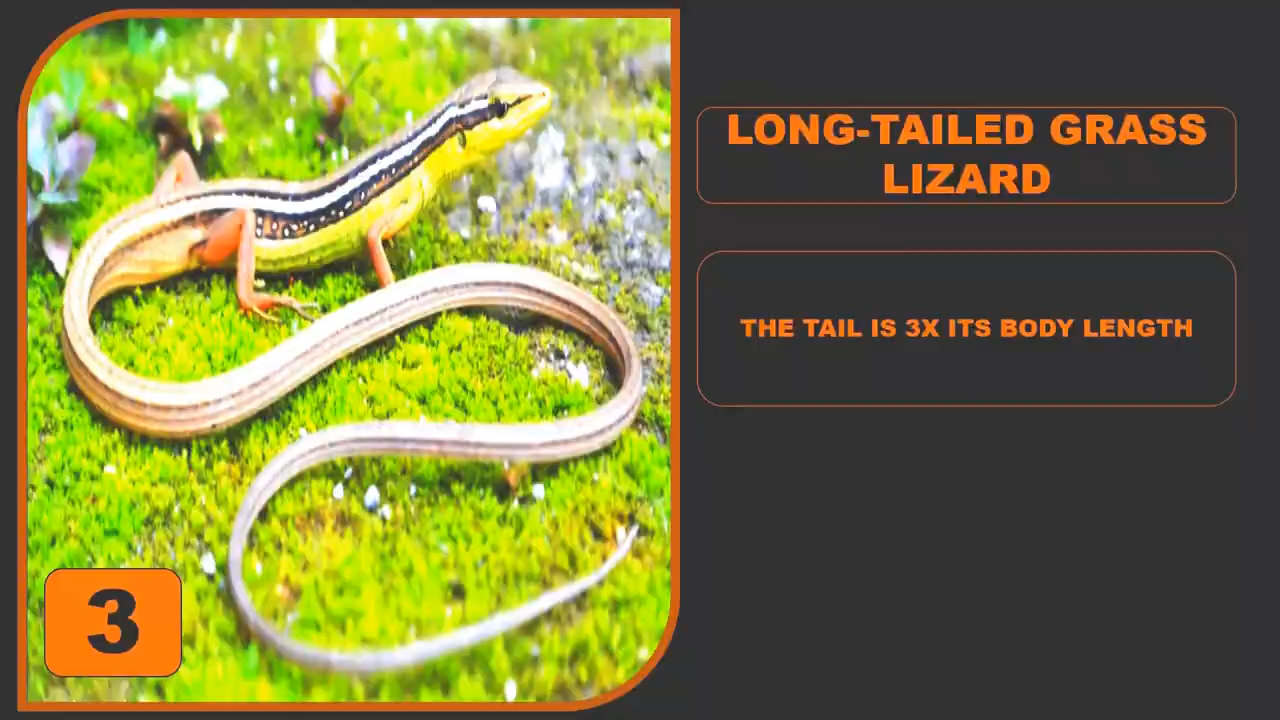 LONG-TAILED GRASS
LIZARD
THE TAIL IS 3X ITS BODY LENGTH
3